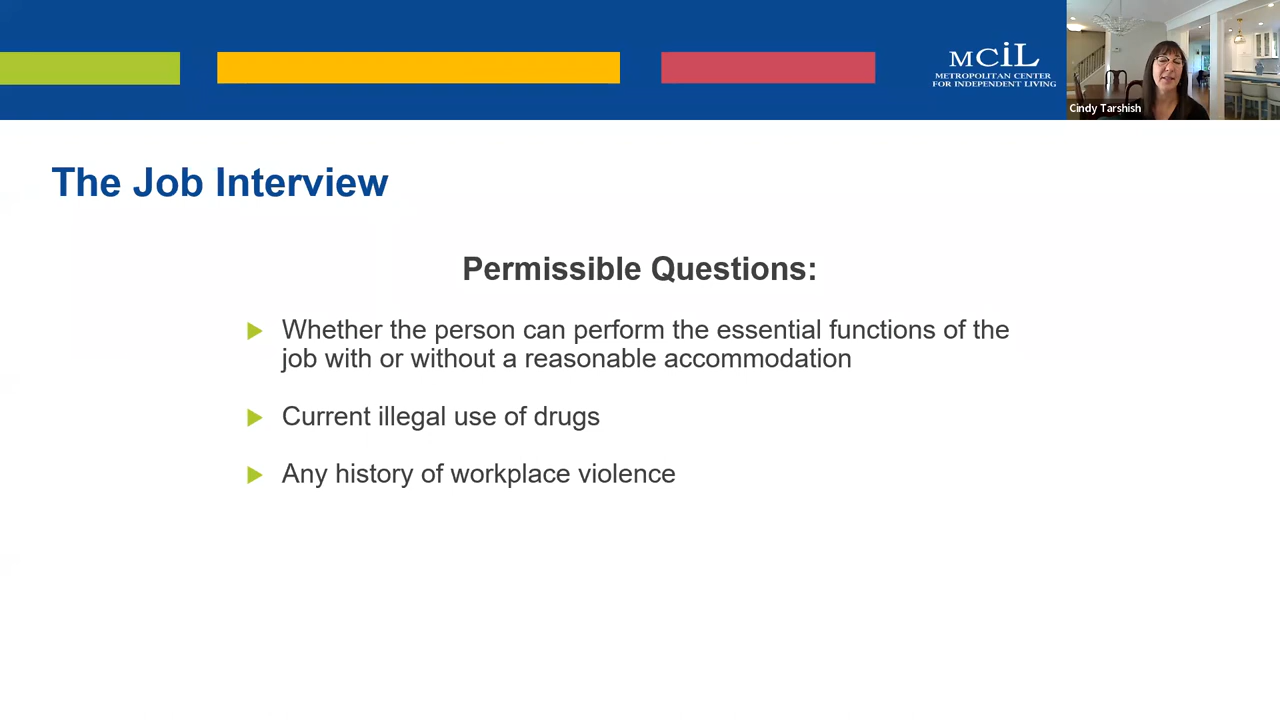 MCiL
METROPOLITAN CENTER
FOR INDEPENDENT LIVING
Cindy Tarshish
The Job Interview
Permissible Questions:
Whether the person can perform the essential functions of the
job with or without a reasonable accommodation
Current illegal use of drugs
Any history of workplace violence